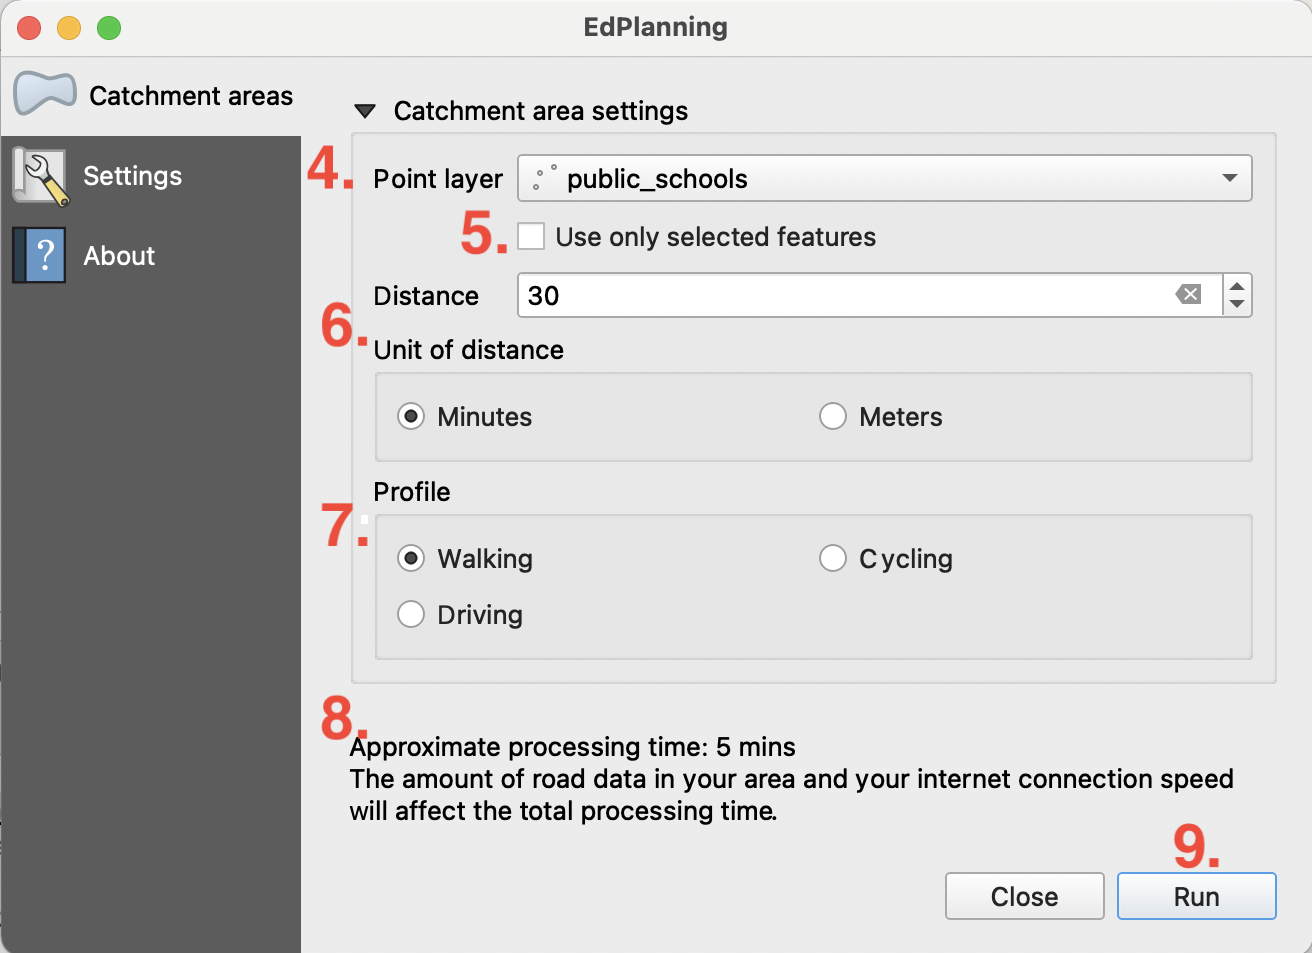 EdPlanning
Catchment areas
Settings
? About
Catchment area settings
4. Point layer public_schools
5. Use only selected features
Distance 30
6.
Unit of distance
Minutes Meters
Profile
7.
Walking Cycling
Driving
8.
Approximate processing time: 5 mins
The amount of road data in your area and your internet connection speed
will affect the total processing time.
9.
Close Run